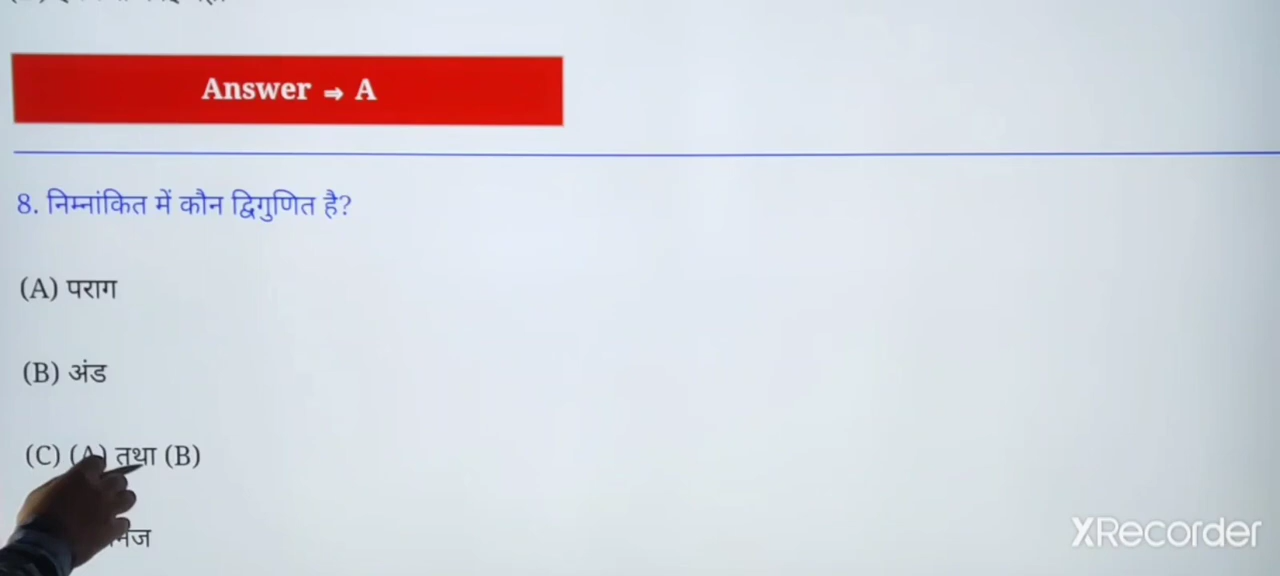 Answer ⇒ A
8. निम्नांकित में कौन द्विगुणित है?
(A) पराग
(B) अंड
(C) (A) तथा (B)
XRecorder